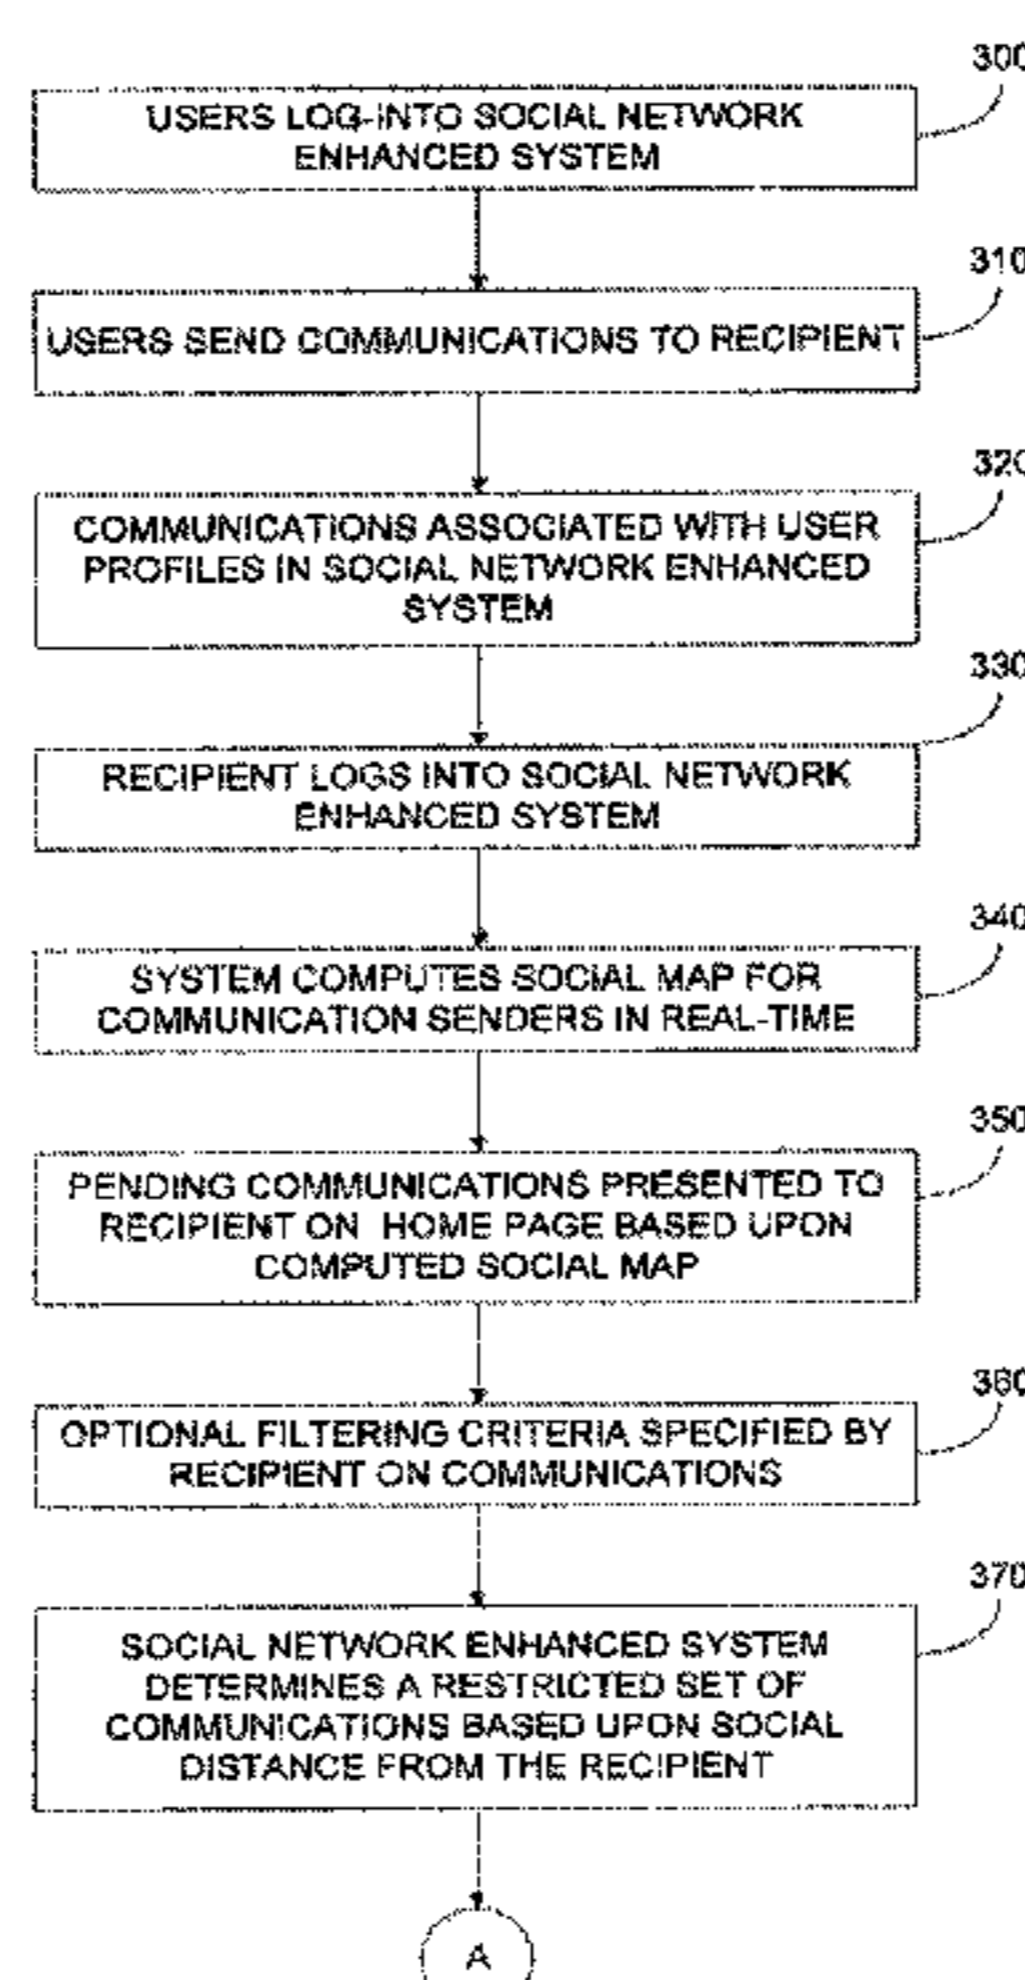 300
USERS LOG-INTO SOCIAL NETWORK
ENHANCED SYSTEM
310
USERS SEND COMMUNICATIONS TO RECIPIENT
320
COMMUNICATIONS ASSOCIATED WITH USER
PROFILES IN SOCIAL NETWORK ENHANCED
SYSTEM
330
RECIPIENT LOGS INTO SOCIAL NETWORK
ENHANCED SYSTEM
340
SYSTEM COMPUTES SOCIAL MAP FOR
COMMUNICATION SENDERS IN REAL-TIME
350
PENDING COMMUNICATIONS PRESENTED TO
RECIPIENT ON HOME PAGE BASED UPON
COMPUTED SOCIAL MAP
360
OPTIONAL FILTERING CRITERIA SPECIFIED BY
RECIPIENT ON COMMUNICATIONS
370
SOCIAL NETWORK ENHANCED SYSTEM
DETERMINES A RESTRICTED SET OF
COMMUNICATIONS BASED UPON SOCIAL
DISTANCE FROM THE RECIPIENT
A